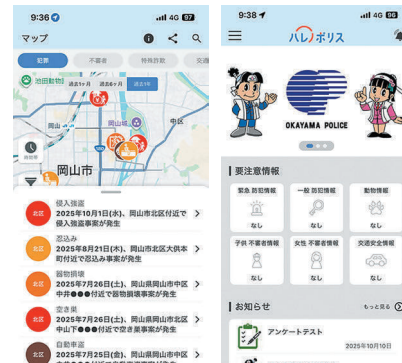 9:36
4G 97
マップ
犯罪
不審者
特殊詐欺
交通
池田動物
過去1ヶ月
過去6ヶ月
過去1年
岡山
岡山城
中区
時間帯
岡山市
侵入強盗
北区
2025年10月1日(水)、岡山市北区付近で
侵入強盗事案が発生
忍込み
北区
2025年8月21日(木)、岡山市北区大供本
町付近で忍込み事案が発生
器物損壊
北区
2025年7月26日(土)、岡山県岡山市中区
中井●●●付近で器物損壊事案が発生
空き巣
北区
2025年7月26日(土)、岡山県岡山市北区
中山下●●●付近で空き巣事案が発生
自動車盗
北区
2025年7月25日(金)、岡山県岡山市中区
9:38
4G 96
ハレポリス
OKAYAMA POLICE
要注意情報
緊急 防犯情報
一般 防犯情報
動物情報
なし
なし
なし
子供 不審者情報
女性 不審者情報
交通安全情報
なし
なし
なし
お知らせ
もっと見る
アンケートテスト
2025年10月10日